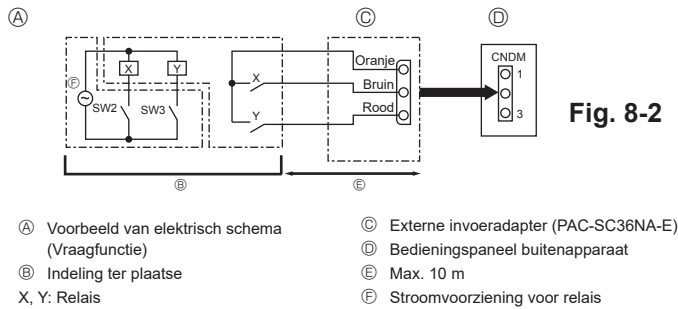 Ⓐ Ⓒ Ⓓ
CNDM
X Y Oranje 1
Ⓕ X Bruin
SW2 SW3 Rood
Y 3
Fig. 8-2
Ⓑ Ⓔ
Ⓐ Voorbeeld van elektrisch schema
(Vraagfunctie)
Ⓑ Indeling ter plaatse
X, Y: Relais
Ⓒ Externe invoeradapter (PAC-SC36NA-E)
Ⓓ Bedieningspaneel buitenapparaat
Ⓔ Max. 10 m
Ⓕ Stroomvoorziening voor relais